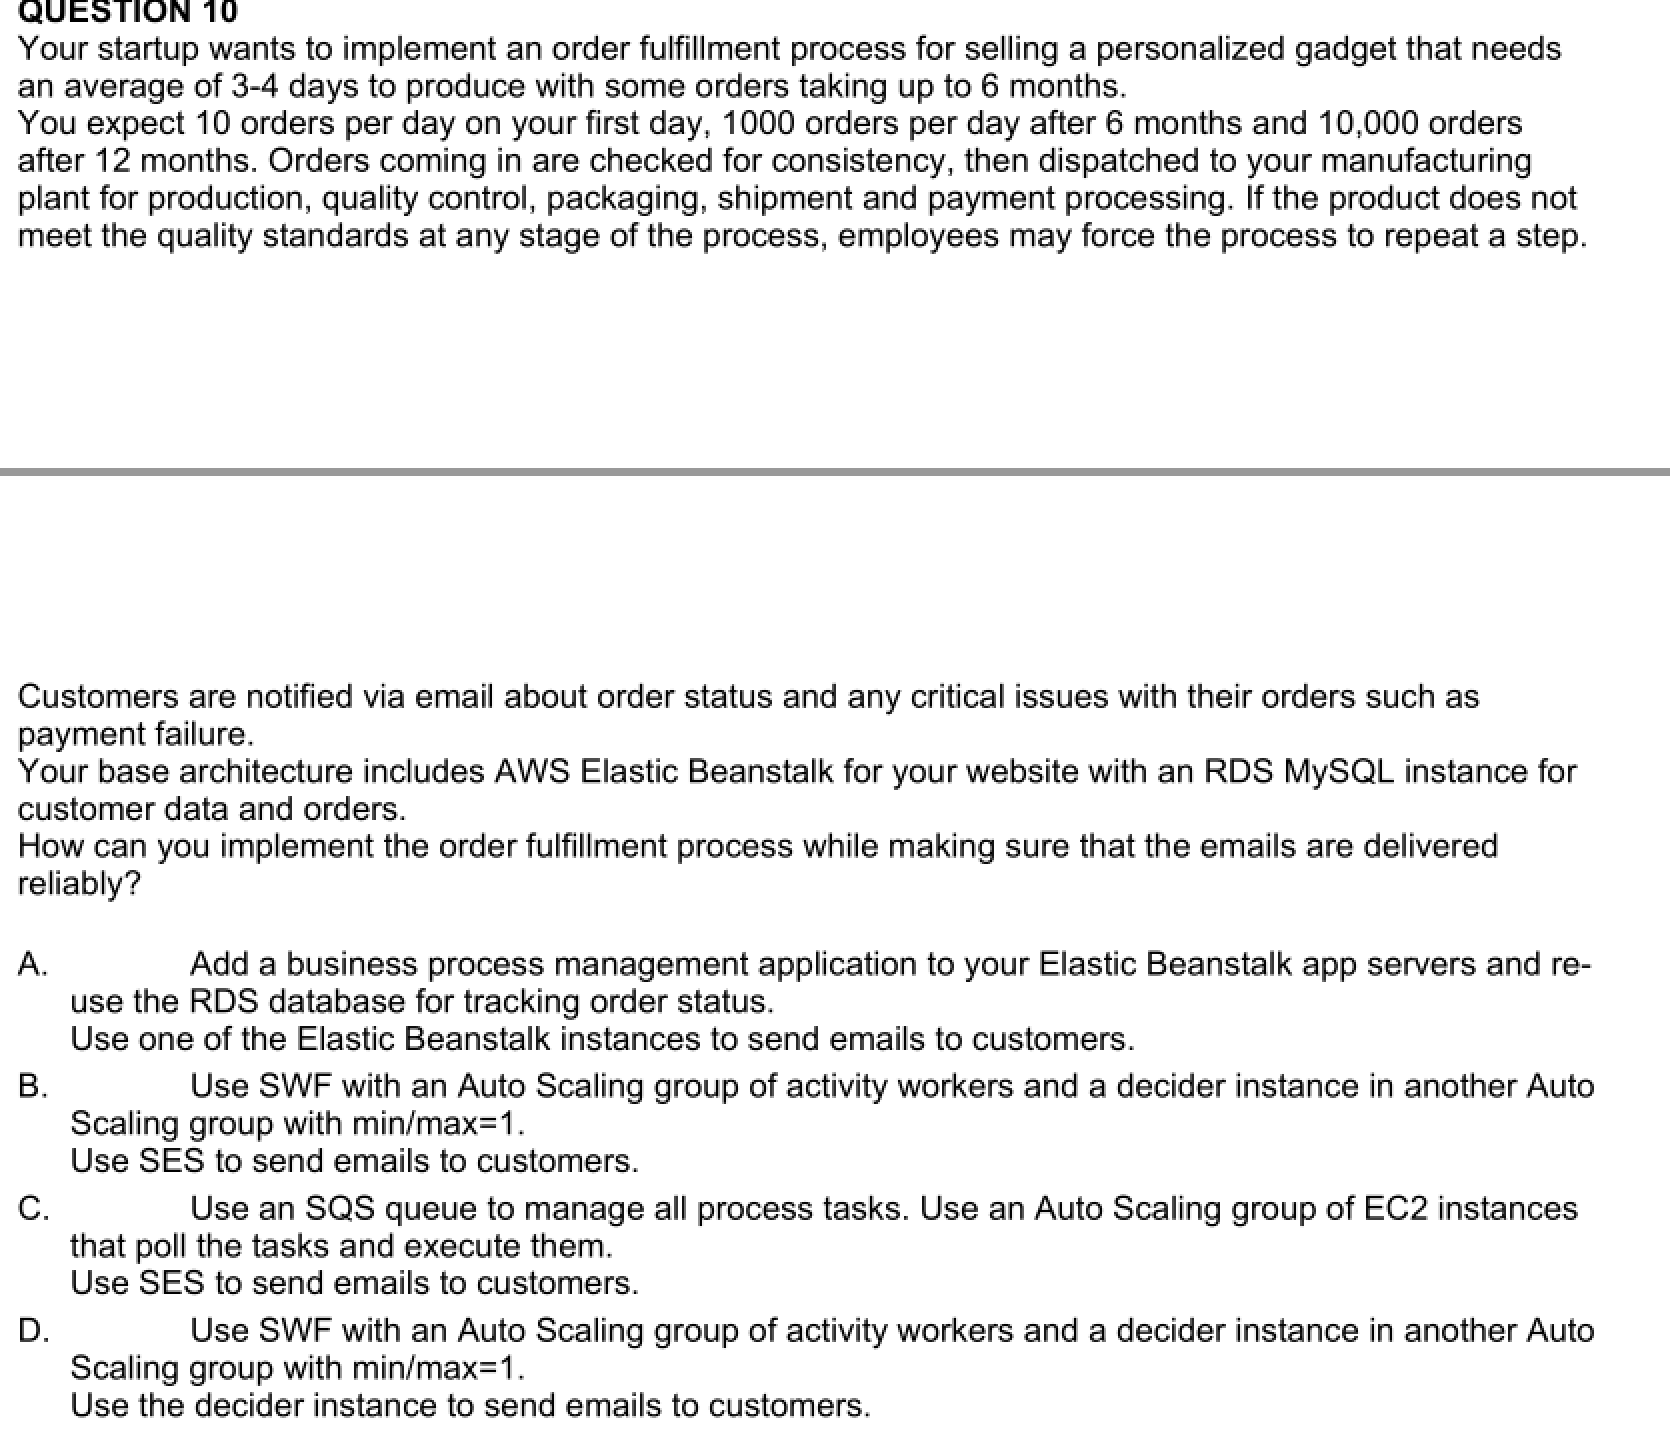 QUESTION 10
Your startup wants to implement an order fulfillment process for selling a personalized gadget that needs
an average of 3-4 days to produce with some orders taking up to 6 months.
You expect 10 orders per day on your first day, 1000 orders per day after 6 months and 10,000 orders
after 12 months. Orders coming in are checked for consistency, then dispatched to your manufacturing
plant for production, quality control, packaging, shipment and payment processing. If the product does not
meet the quality standards at any stage of the process, employees may force the process to repeat a step.
Customers are notified via email about order status and any critical issues with their orders such as
payment failure.
Your base architecture includes AWS Elastic Beanstalk for your website with an RDS MySQL instance for
customer data and orders.
How can you implement the order fulfillment process while making sure that the emails are delivered
reliably?
A. Add a business process management application to your Elastic Beanstalk app servers and re-
use the RDS database for tracking order status.
Use one of the Elastic Beanstalk instances to send emails to customers.
B. Use SWF with an Auto Scaling group of activity workers and a decider instance in another Auto
Scaling group with min/max=1.
Use SES to send emails to customers.
C. Use an SQS queue to manage all process tasks. Use an Auto Scaling group of EC2 instances
that poll the tasks and execute them.
Use SES to send emails to customers.
D. Use SWF with an Auto Scaling group of activity workers and a decider instance in another Auto
Scaling group with min/max=1.
Use the decider instance to send emails to customers.